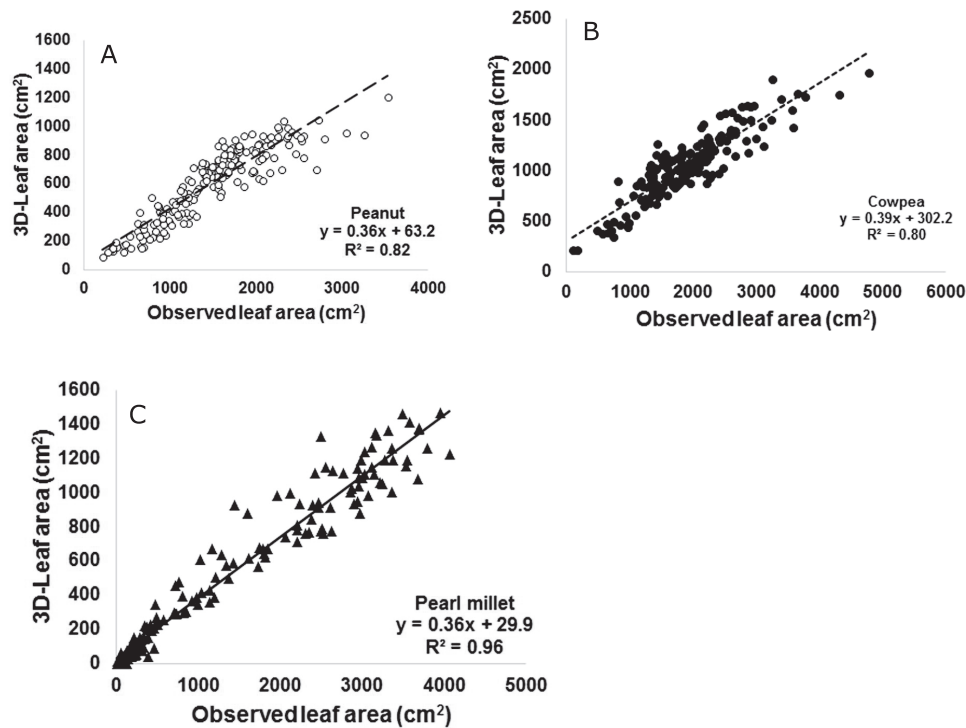 A
1600
1400
1200
1000
800
600
400
200
0
3D-Leaf area (cm²)
Peanut
y = 0.36x + 63.2
R² = 0.82
0 1000 2000 3000 4000
Observed leaf area (cm²)
B
2500
2000
1500
1000
500
0
3D-Leaf area (cm²)
Cowpea
y = 0.39x + 302.2
R² = 0.80
0 1000 2000 3000 4000 5000 6000
Observed leaf area (cm²)
C
1600
1400
1200
1000
800
600
400
200
0
3D-Leaf area (cm²)
Pearl millet
y = 0.36x + 29.9
R² = 0.96
0 1000 2000 3000 4000 5000
Observed leaf area (cm²)